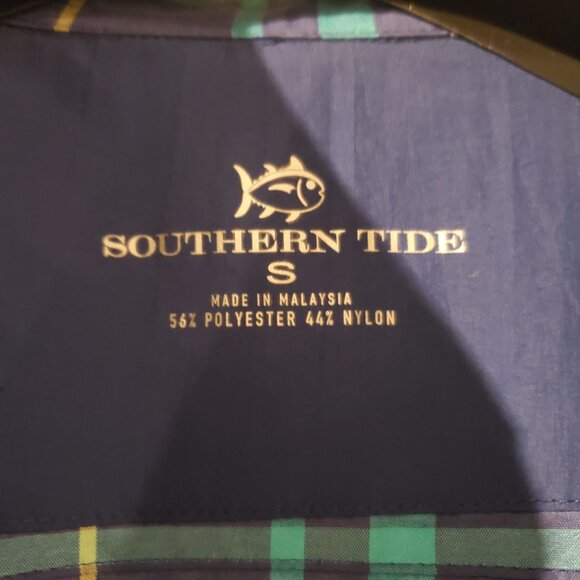 SOUTHERN TIDE
S
MADE IN MALAYSIA
56% POLYESTER 44% NYLON